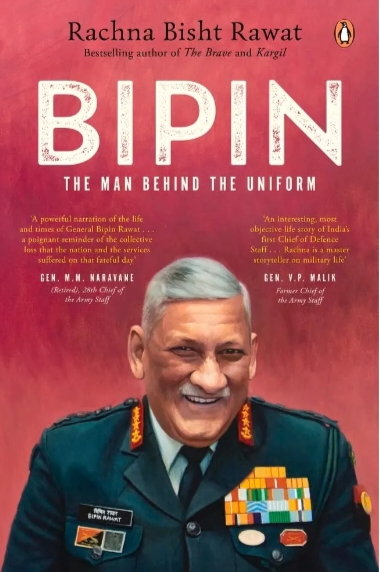 Rachna Bisht Rawat
Bestselling author of The Brave and Kargil
BIPIN
THE MAN BEHIND THE UNIFORM
'A powerful narration of the life
and times of General Bipin Rawat . . .
a poignant reminder of the collective
loss that the nation and the services
suffered on that fateful day'
GEN. M.M. NARAVANE
(Retired), 28th Chief of
the Army Staff
'An interesting, most
objective life story of India's
first Chief of Defence
Staff . . . Rachna is a master
storyteller on military life'
GEN. V.P. MALIK
Former Chief of
the Army Staff
बिपिन रावत
BIPIN RAWAT